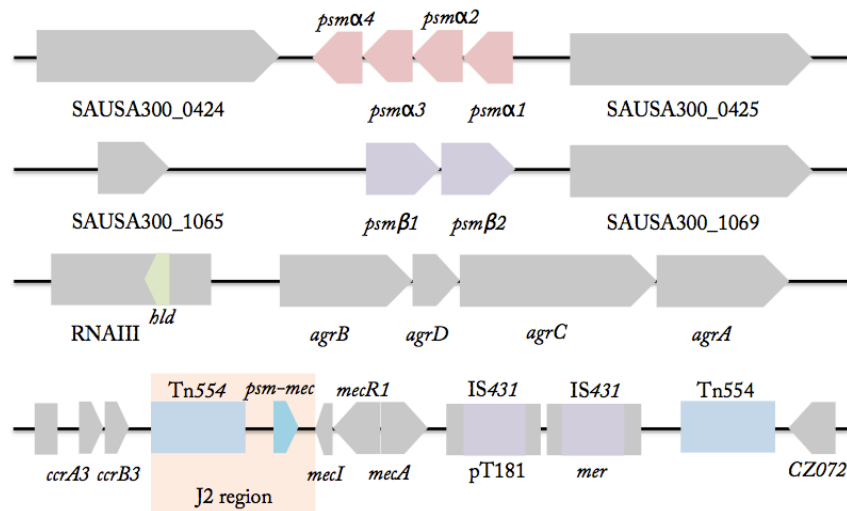 psmα4 psmα2
SAUSA300_0424 psmα3 psmα1 SAUSA300_0425
SAUSA300_1065 psmβ1 psmβ2 SAUSA300_1069
hld
RNAIII agrB agrD agrC agrA
Tn554 psm-mec mecR1 IS431 IS431 Tn554
ccrA3 ccrB3 mecI mecA pT181 mer CZ072
J2 region